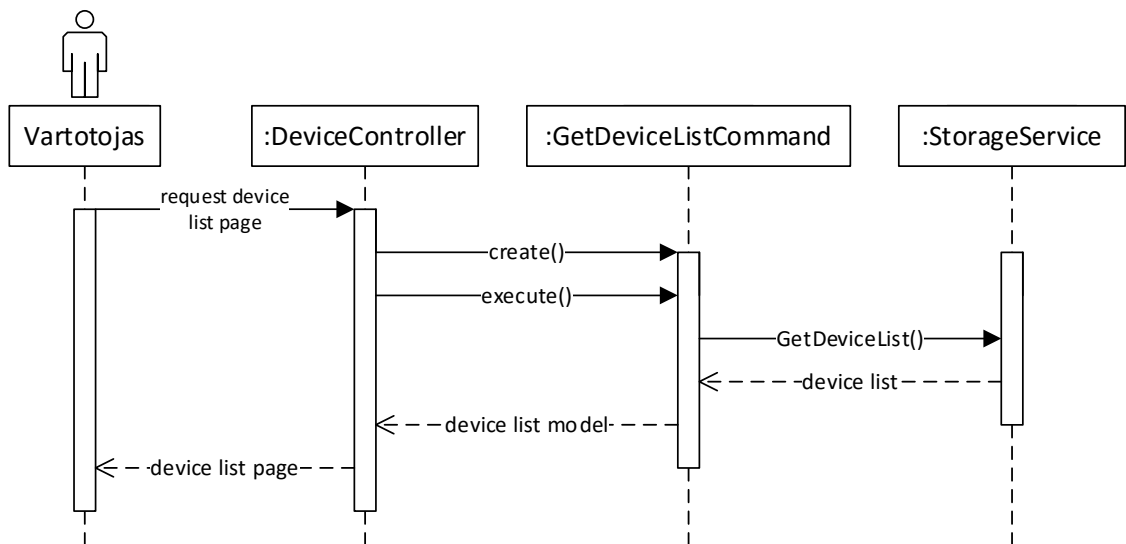 Vartotojas
:DeviceController
:GetDeviceListCommand
:StorageService
request device
list page
create()
execute()
GetDeviceList()
device list
device list model
device list page